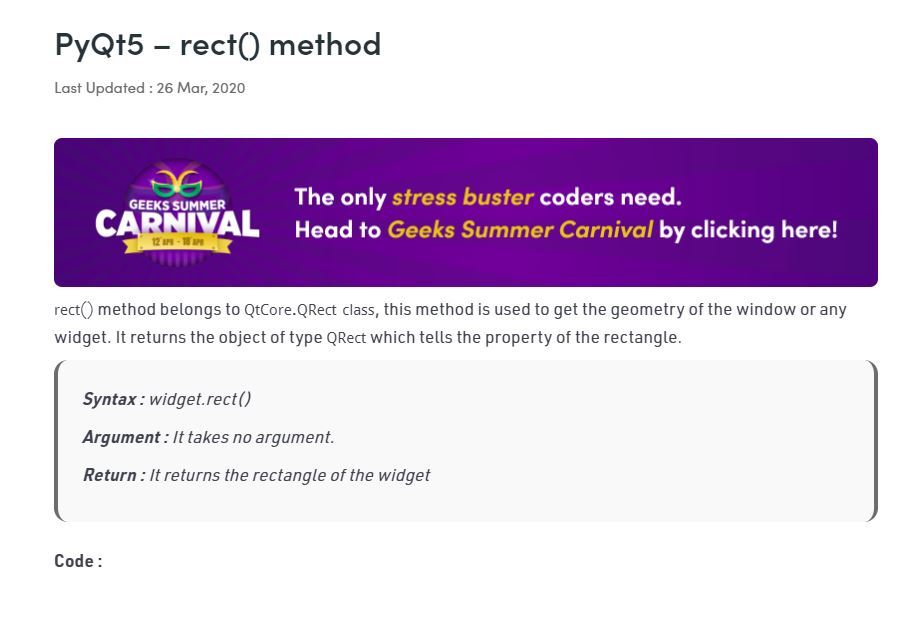 PyQt5 – rect() method
Last Updated : 26 Mar, 2020
GEEKS SUMMER
CARNIVAL
12 APR - 18 APR
The only stress buster coders need.
Head to Geeks Summer Carnival by clicking here!
rect() method belongs to QtCore.QRect class, this method is used to get the geometry of the window or any
widget. It returns the object of type QRect which tells the property of the rectangle.
Syntax : widget.rect()
Argument : It takes no argument.
Return : It returns the rectangle of the widget
Code :